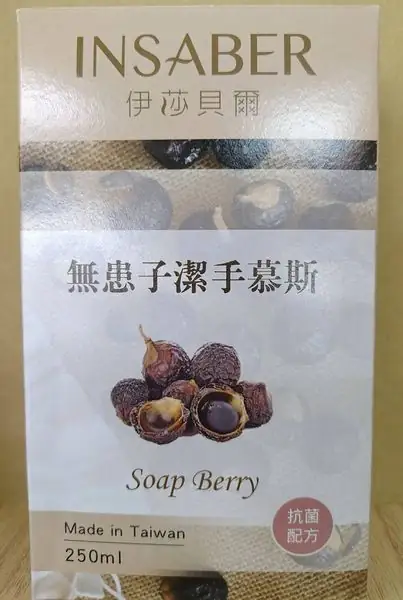 INSABER
伊莎貝爾
無患子潔手慕斯
Soap Berry
抗菌
配方
Made in Taiwan
250ml